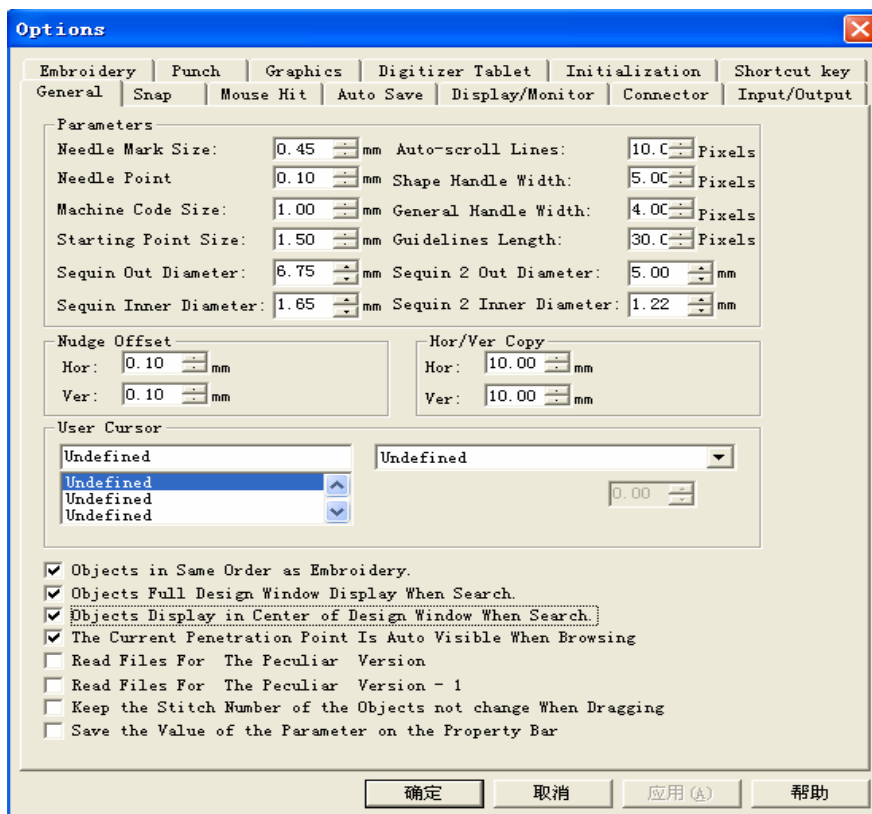 Options
Embroidery Punch Graphics Digitizer Tablet Initialization Shortcut key
General Snap Mouse Hit Auto Save Display/Monitor Connector Input/Output
Parameters
Needle Mark Size: 0.45 mm Auto-scroll Lines: 10.0 Pixels
Needle Point 0.10 mm Shape Handle Width: 5.00 Pixels
Machine Code Size: 1.00 mm General Handle Width: 4.00 Pixels
Starting Point Size: 1.50 mm Guidelines Length: 30.0 Pixels
Sequin Out Diameter: 6.75 mm Sequin 2 Out Diameter: 5.00 mm
Sequin Inner Diameter: 1.65 mm Sequin 2 Inner Diameter: 1.22 mm
Nudge Offset Hor/Ver Copy
Hor: 0.10 mm Hor: 10.00 mm
Ver: 0.10 mm Ver: 10.00 mm
User Cursor
Undefined Undefined
Undefined 0.00
Undefined
Undefined
Objects in Same Order as Embroidery.
Objects Full Design Window Display When Search.
Objects Display in Center of Design Window When Search.
The Current Penetration Point Is Auto Visible When Browsing
Read Files For The Peculiar Version
Read Files For The Peculiar Version - 1
Keep the Stitch Number of the Objects not change When Dragging
Save the Value of the Parameter on the Property Bar
确定 取消 应用(A) 帮助